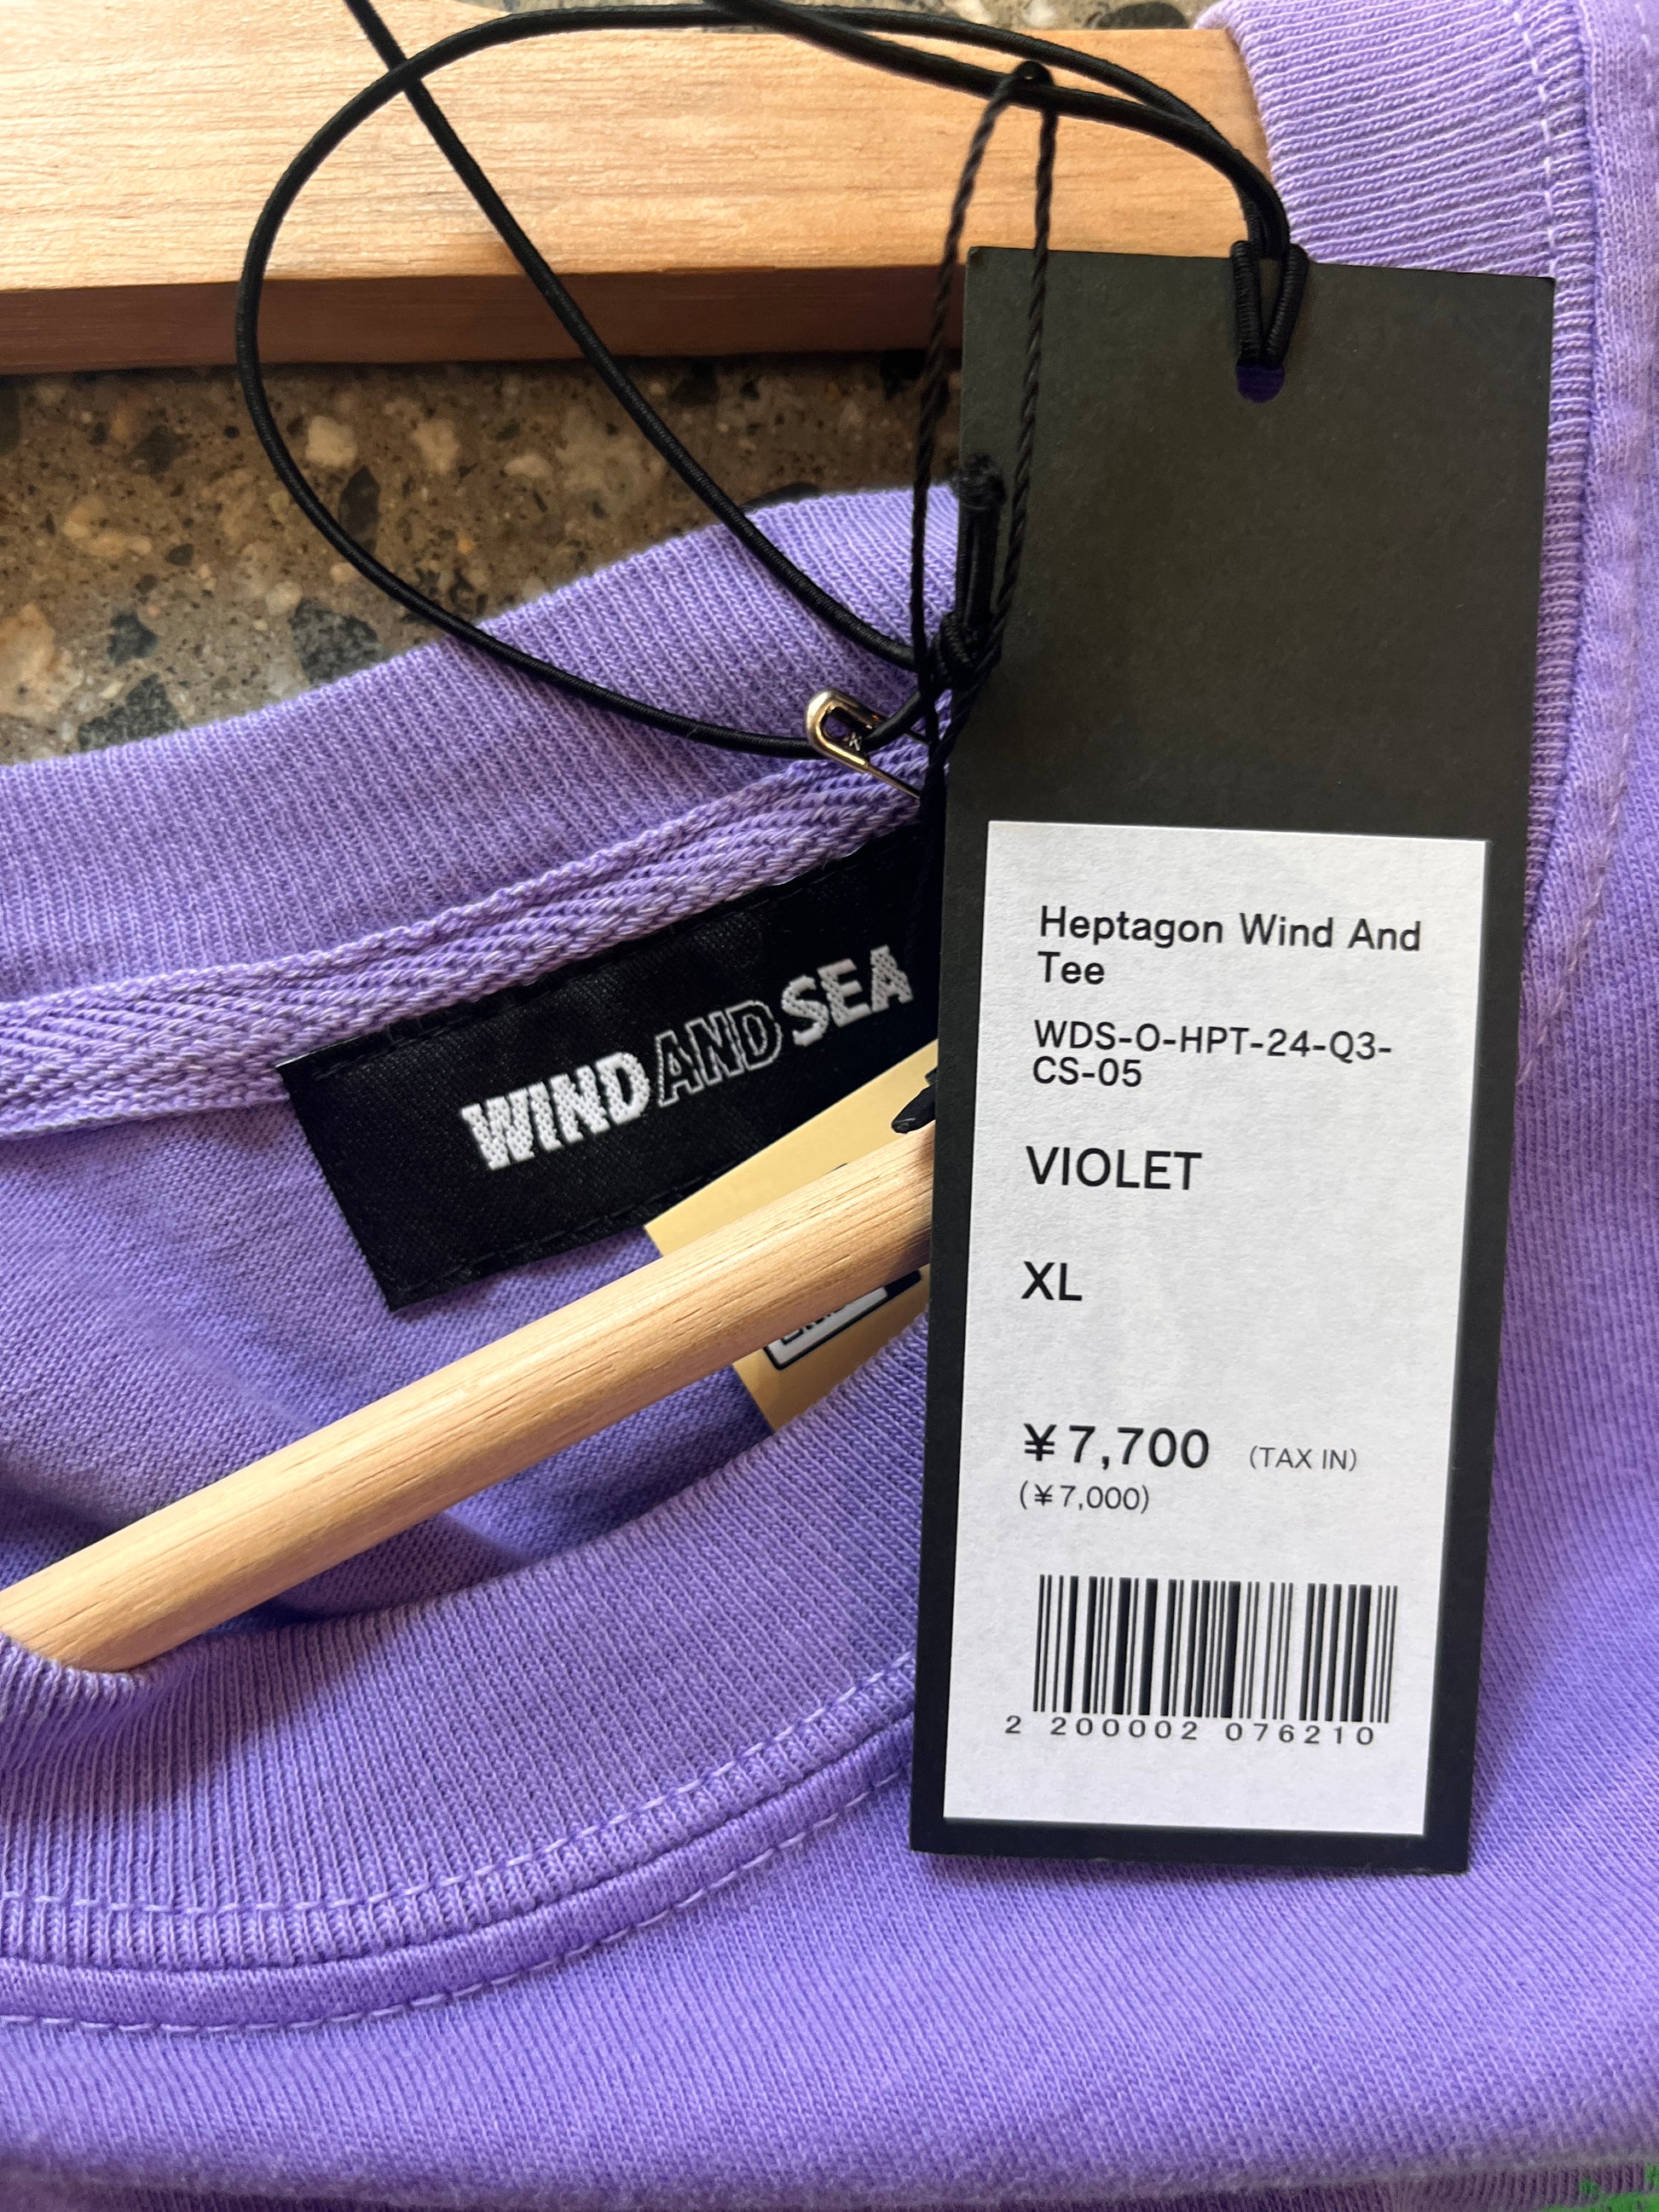 WIND AND SEA
Heptagon Wind And
Tee
WDS-O-HPT-24-Q3-
CS-05
VIOLET
XL
¥7,700 (TAX IN)
(¥7,000)
2 200002 076210